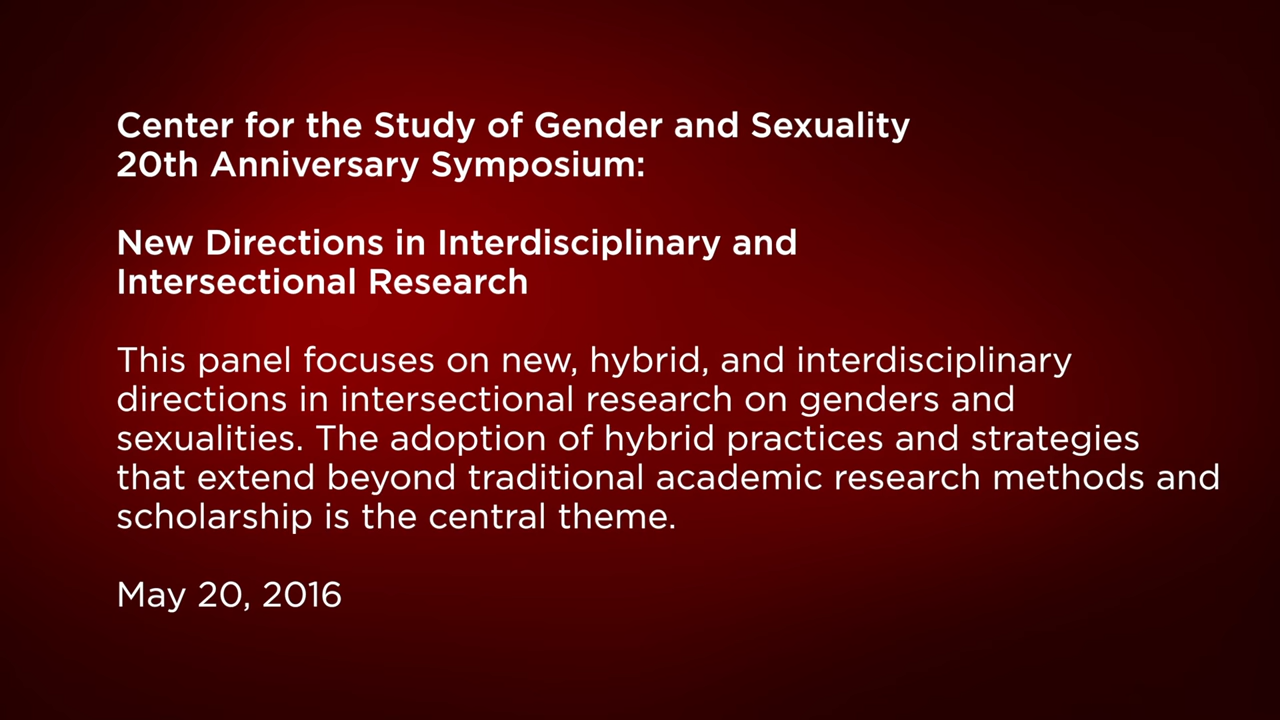 Center for the Study of Gender and Sexuality
20th Anniversary Symposium:
New Directions in Interdisciplinary and
Intersectional Research
This panel focuses on new, hybrid, and interdisciplinary
directions in intersectional research on genders and
sexualities. The adoption of hybrid practices and strategies
that extend beyond traditional academic research methods and
scholarship is the central theme.
May 20, 2016